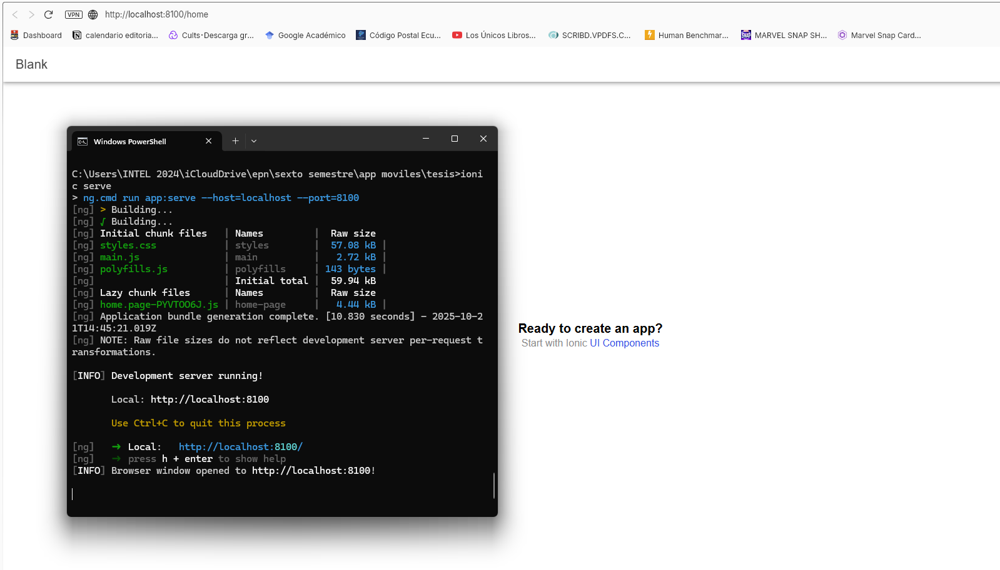 VPN http://localhost:8100/home
Dashboard calendario editoria... Cults·Descarga gr... Google Académico Código Postal Ecu... Los Únicos Libros... SCRIBD.VPDFS.C... Human Benchmar... MARVEL SNAP SH... Marvel Snap Card...
Blank
Windows PowerShell
C:\Users\INTEL 2024\iCloudDrive\epn\sexto semestre\app moviles\tesis>ioni
c serve
> ng.cmd run app:serve --host=localhost --port=8100
[ng] > Building...
[ng] √ Building...
[ng] Initial chunk files | Names | Raw size
[ng] styles.css | styles | 57.08 kB |
[ng] main.js | main | 2.72 kB |
[ng] polyfills.js | polyfills | 143 bytes |
[ng] | Initial total | 59.94 kB
[ng] Lazy chunk files | Names | Raw size
[ng] home.page-PYVTOO6J.js | home-page | 4.44 kB |
[ng] Application bundle generation complete. [10.830 seconds] - 2025-10-2
1T14:45:21.019Z
[ng] NOTE: Raw file sizes do not reflect development server per-request t
ransformations.
[INFO] Development server running!
Local: http://localhost:8100
Use Ctrl+C to quit this process
[ng] ➜ Local: http://localhost:8100/
[ng] ➜ press h + enter to show help
[INFO] Browser window opened to http://localhost:8100!
Ready to create an app?
Start with Ionic UI Components